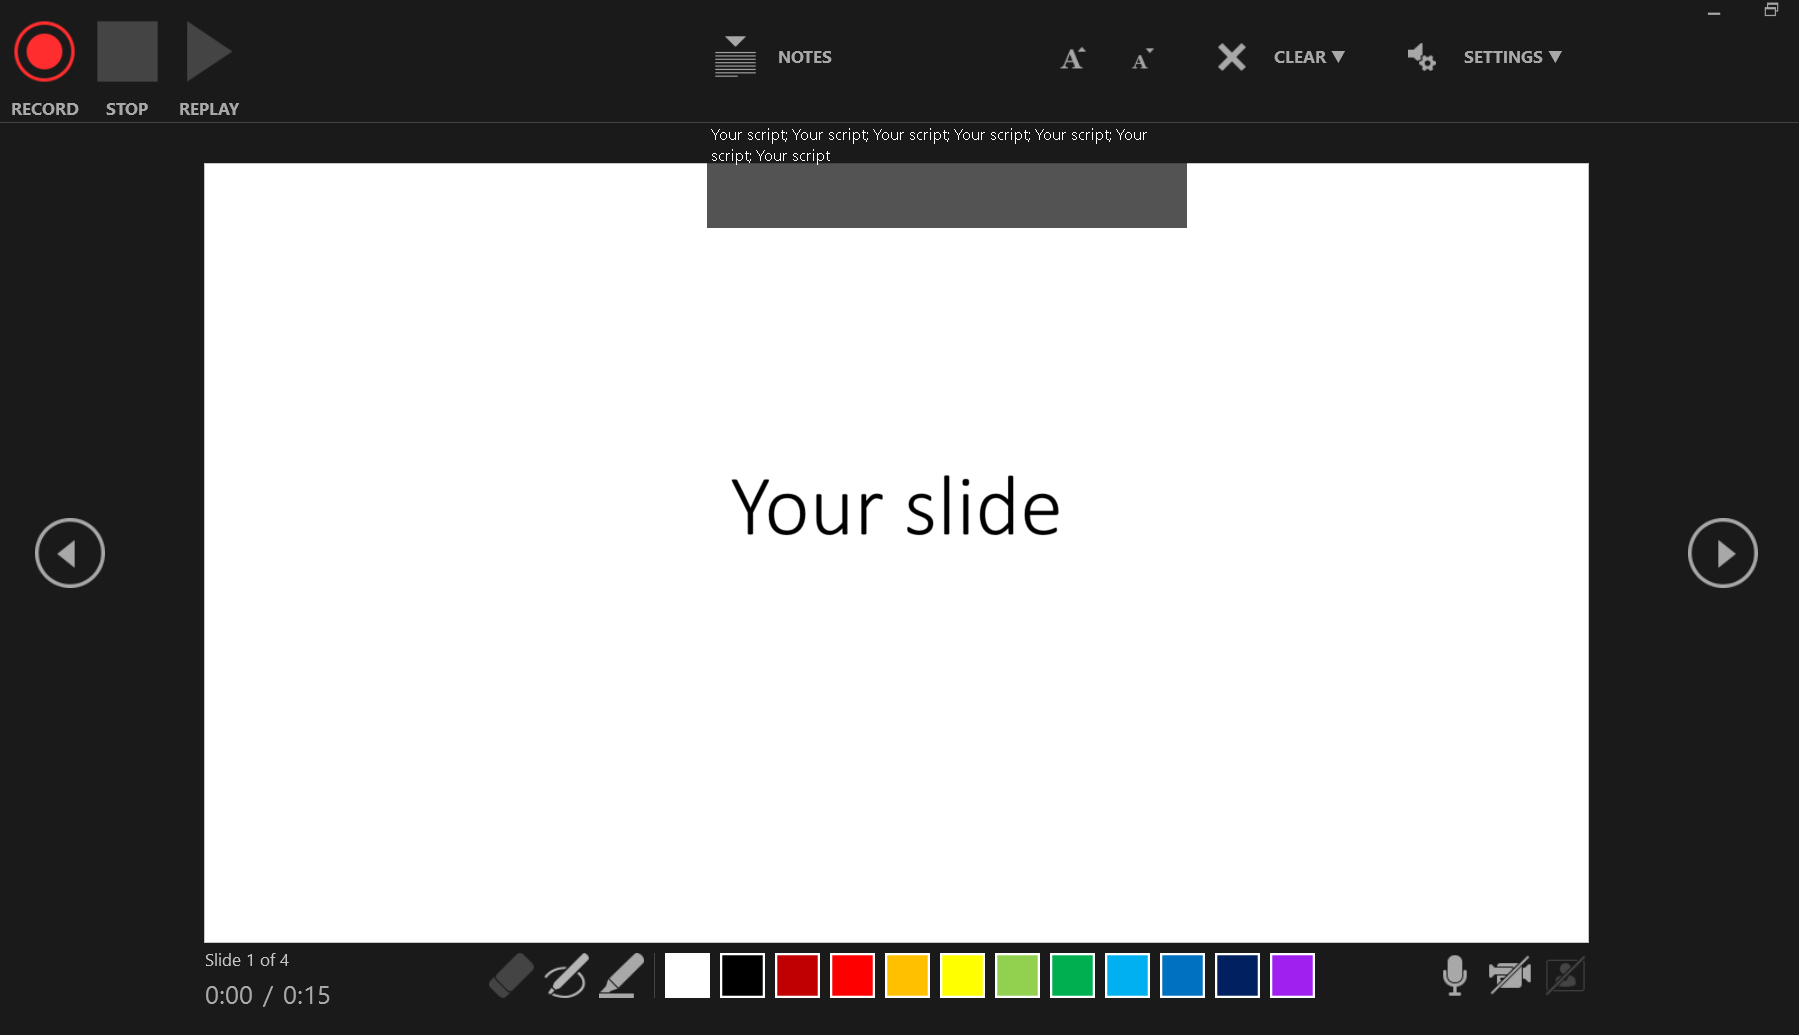 RECORD STOP REPLAY
NOTES
A A
CLEAR
SETTINGS
Your script; Your script; Your script; Your script; Your script; Your
script; Your script
Your slide
Slide 1 of 4
0:00 / 0:15